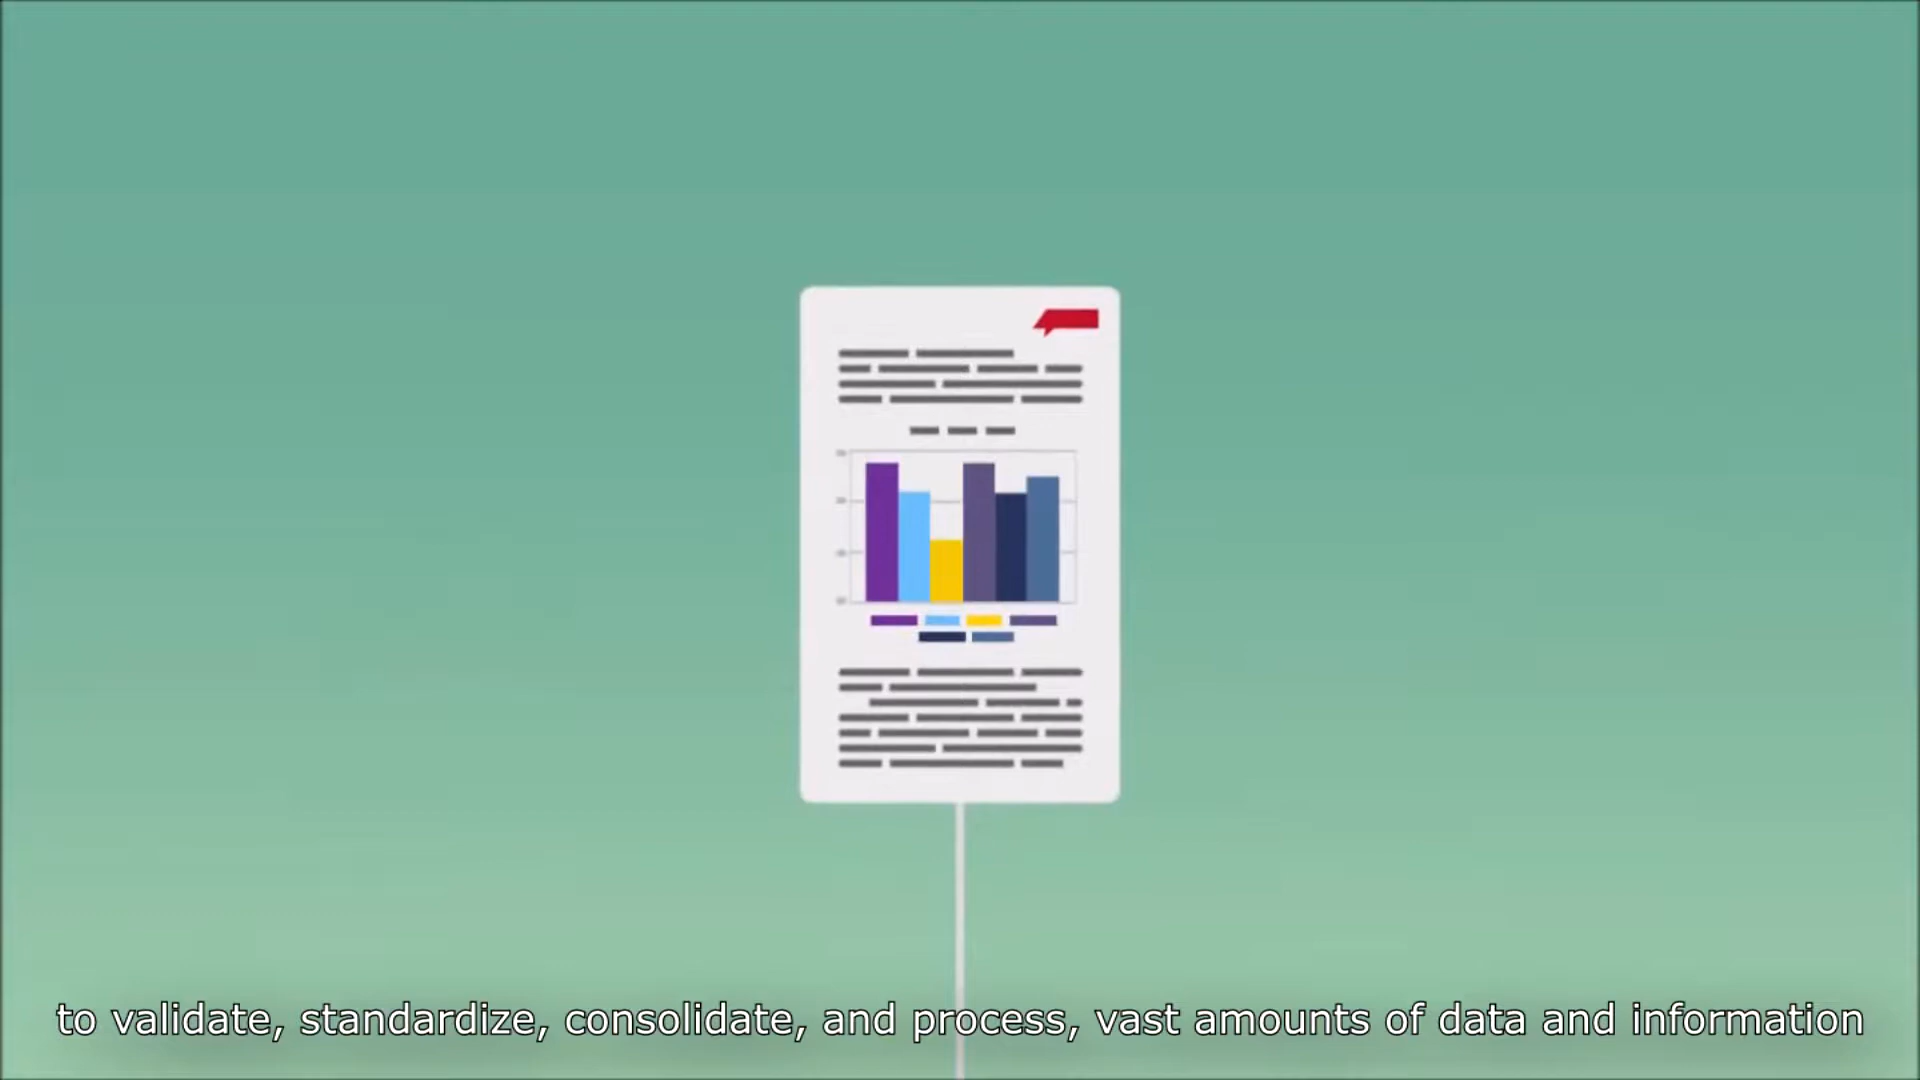 to validate, standardize, consolidate, and process, vast amounts of data and information